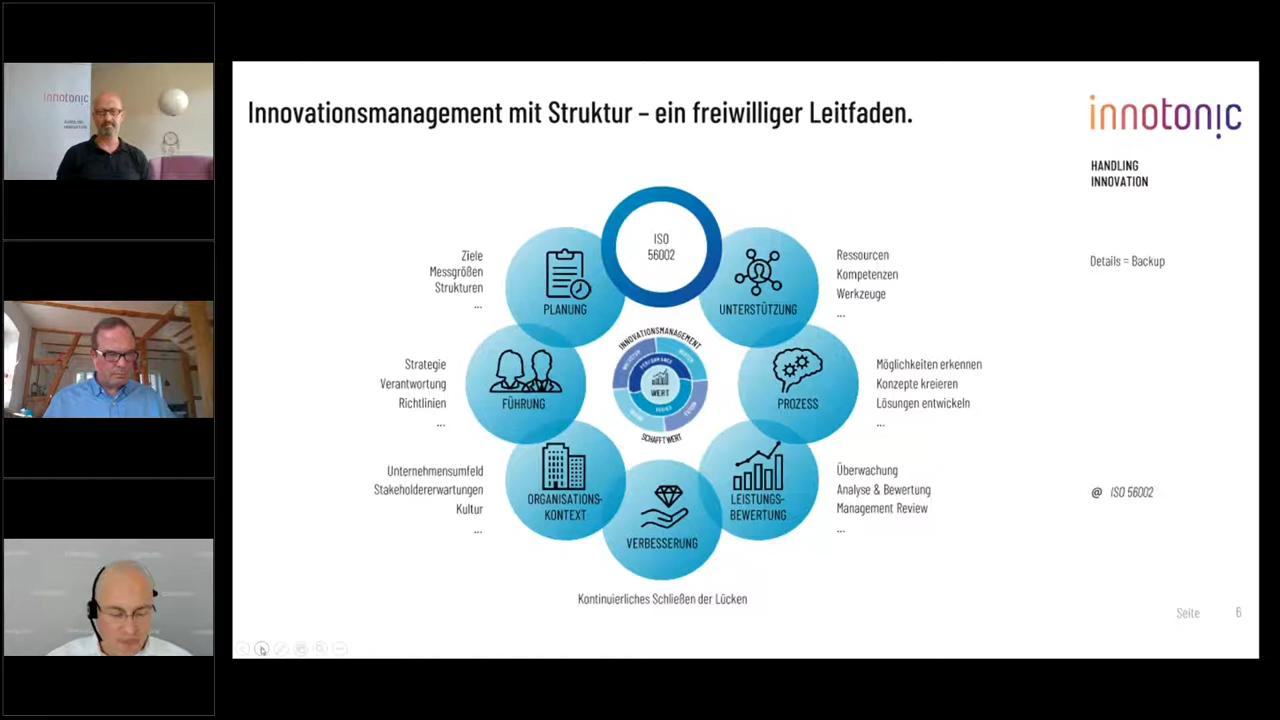 innotonic
Innovationsmanagement mit Struktur – ein freiwilliger Leitfaden.
innotonic
HANDLING
INNOVATION
Details = Backup
ISO
56002
Ziele
Messgrößen
Strukturen
...
PLANUNG
UNTERSTÜTZUNG
Ressourcen
Kompetenzen
Werkzeuge
...
Strategie
Verantwortung
Richtlinien
...
FÜHRUNG
INNOVATIONSMANAGEMENT
PERFORMANCE
WERT
SCHAFFT WERT
PROZESS
Möglichkeiten erkennen
Konzepte kreieren
Lösungen entwickeln
...
Unternehmensumfeld
Stakeholdererwartungen
Kultur
...
ORGANISATIONS-
KONTEXT
VERBESSERUNG
LEISTUNGS-
BEWERTUNG
Überwachung
Analyse & Bewertung
Management Review
...
@ ISO 56002
Kontinuierliches Schließen der Lücken
Seite 6